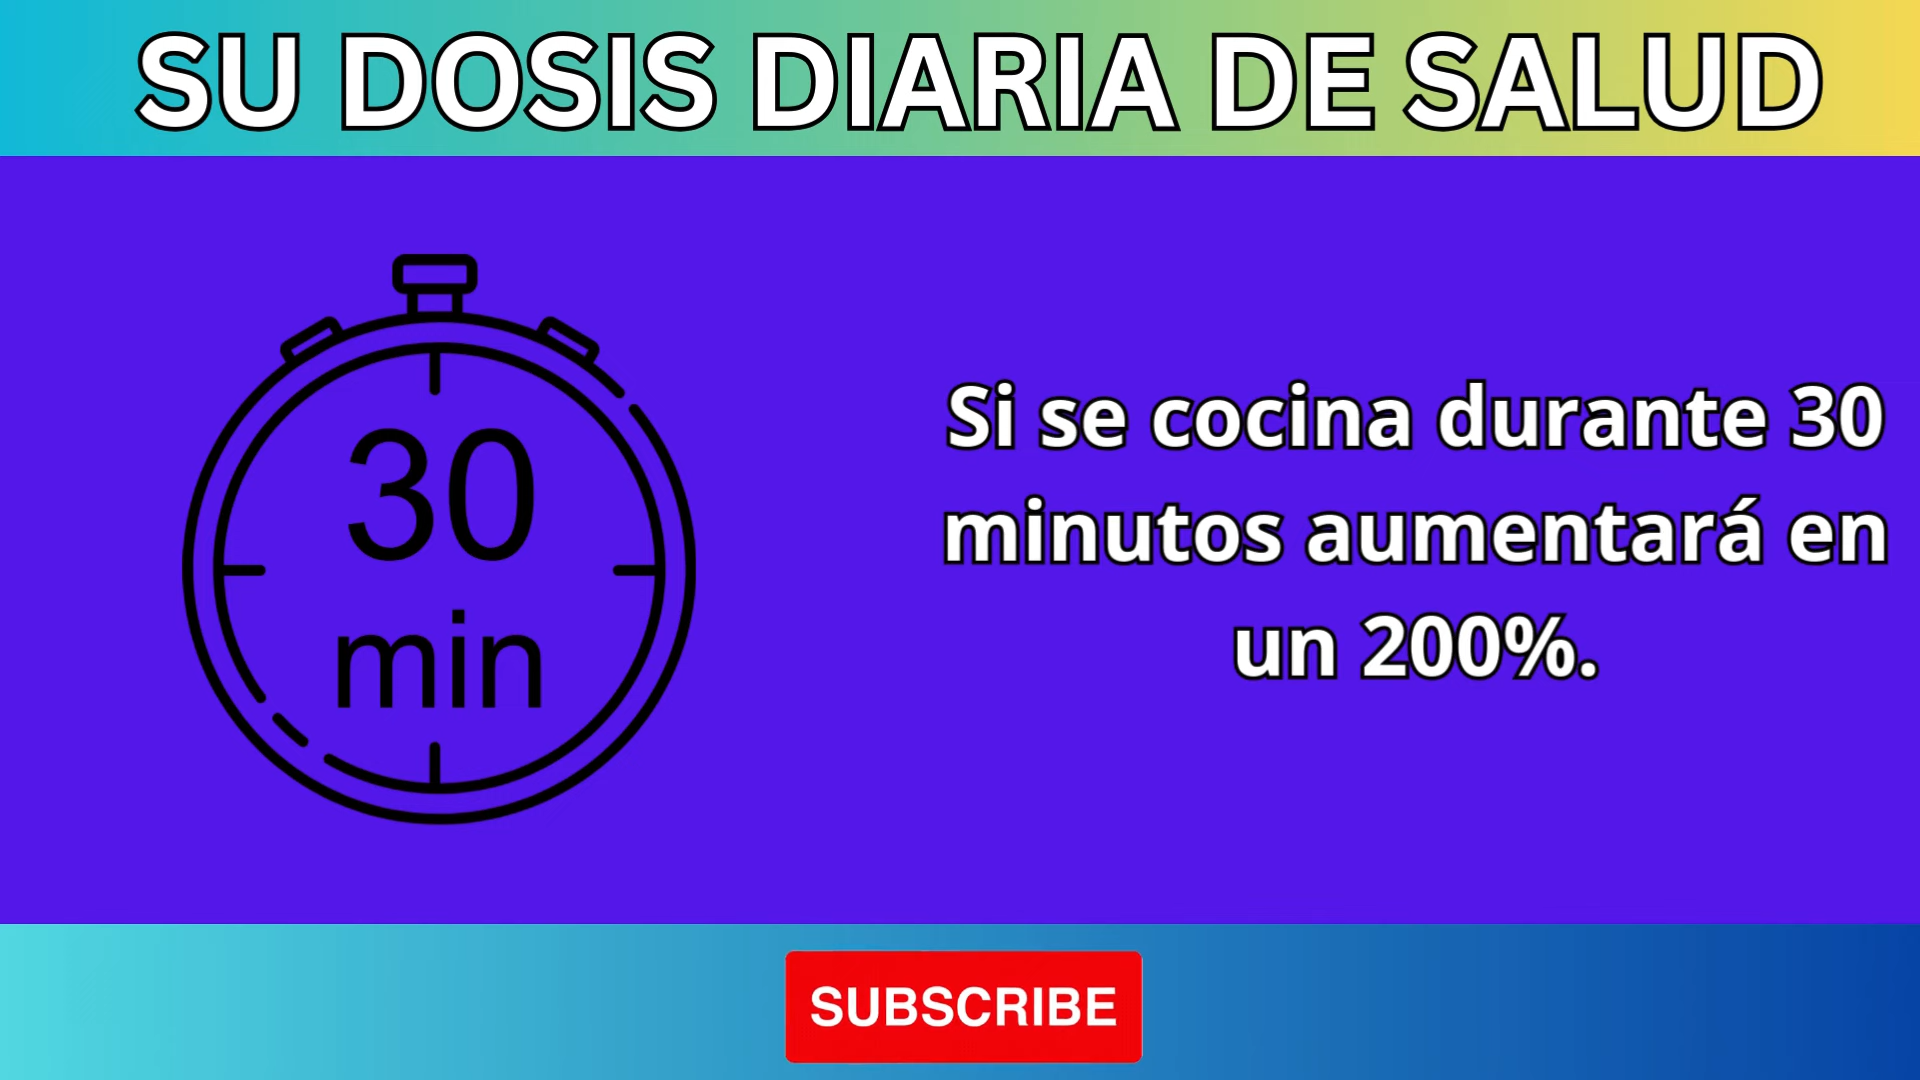 SU DOSIS DIARIA DE SALUD
30
min
Si se cocina durante 30
minutos aumentará en
un 200%.
SUBSCRIBE